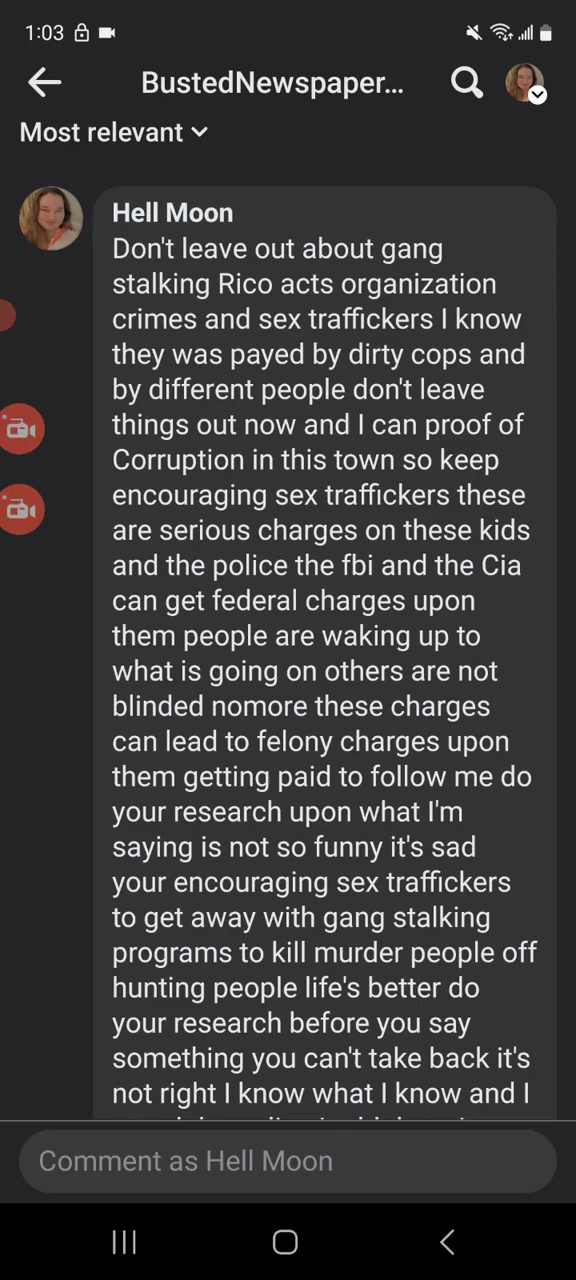 1:03
BustedNewspaper...
Most relevant
Hell Moon
Don't leave out about gang
stalking Rico acts organization
crimes and sex traffickers I know
they was payed by dirty cops and
by different people don't leave
things out now and I can proof of
Corruption in this town so keep
encouraging sex traffickers these
are serious charges on these kids
and the police the fbi and the Cia
can get federal charges upon
them people are waking up to
what is going on others are not
blinded nomore these charges
can lead to felony charges upon
them getting paid to follow me do
your research upon what I'm
saying is not so funny it's sad
your encouraging sex traffickers
to get away with gang stalking
programs to kill murder people off
hunting people life's better do
your research before you say
something you can't take back it's
not right I know what I know and I
Comment as Hell Moon